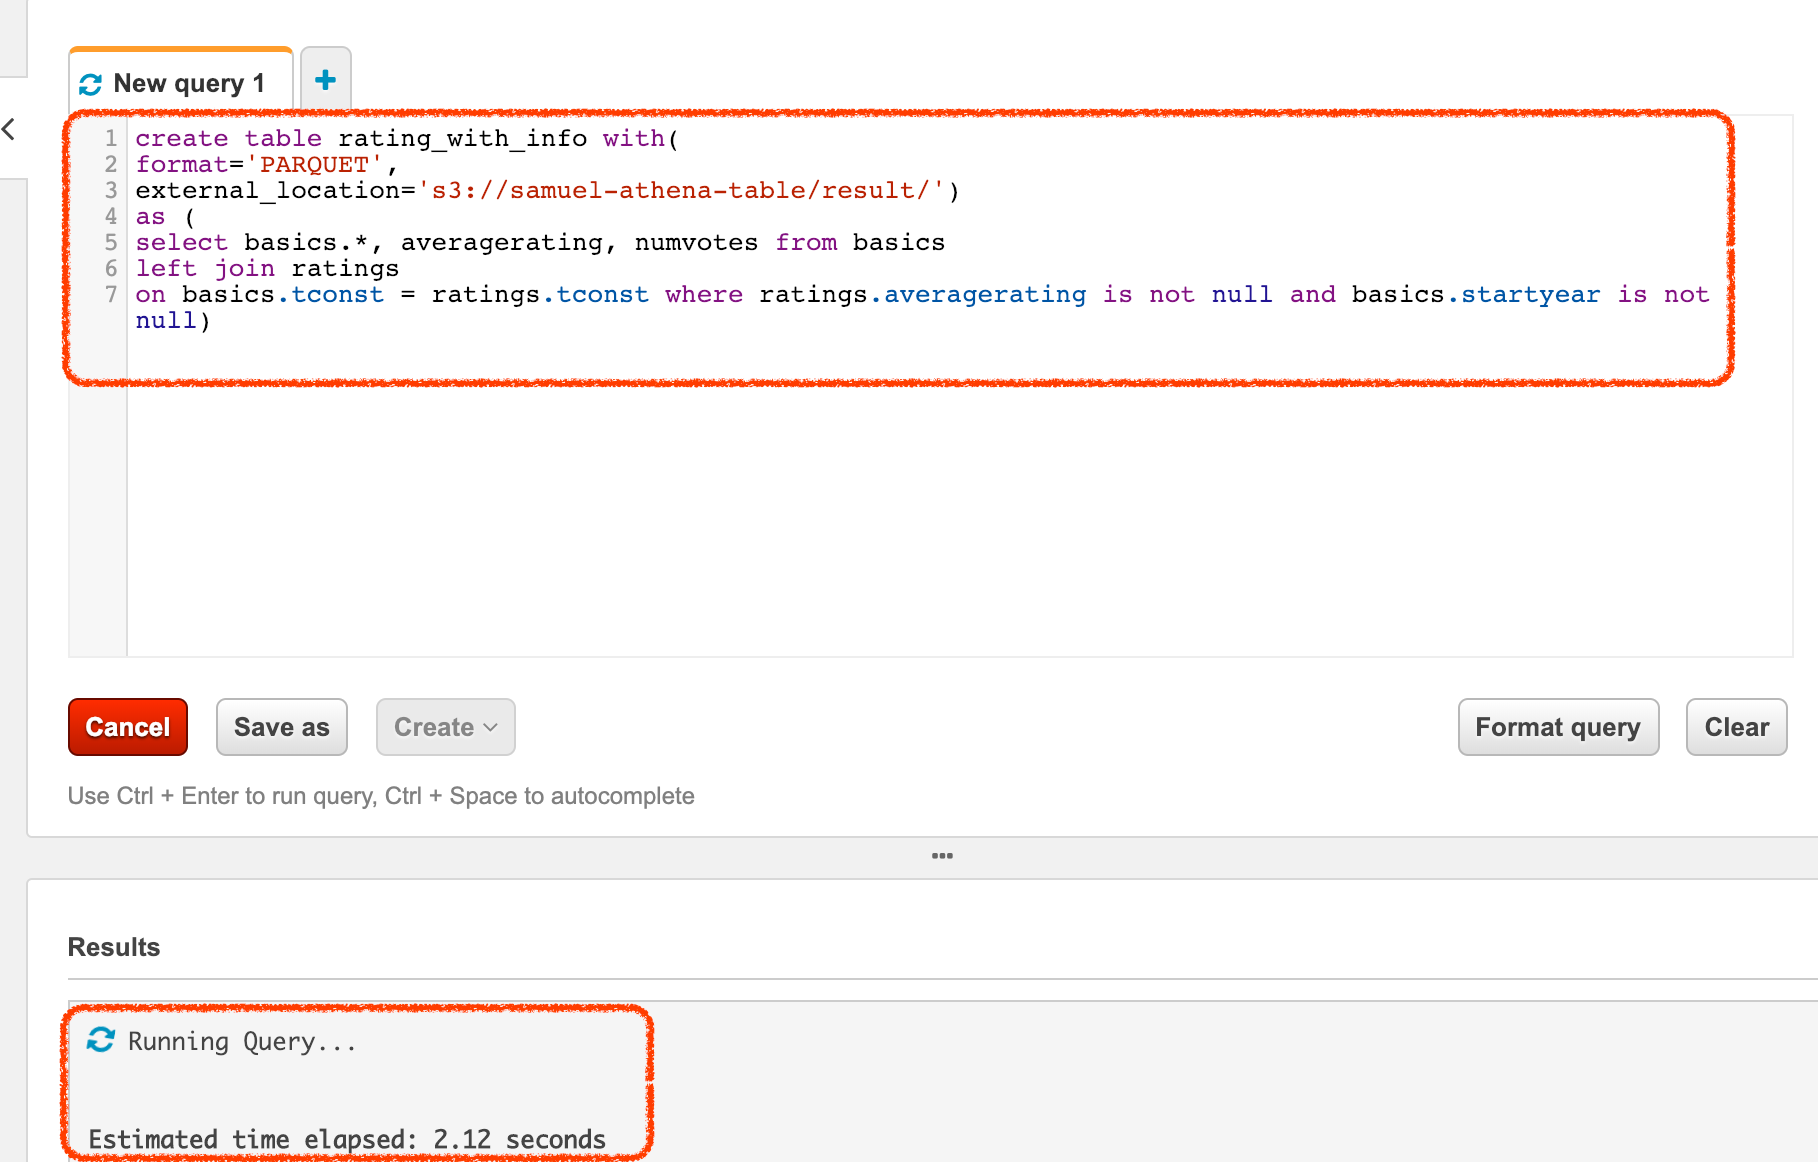 New query 1
1 create table rating_with_info with(
2 format='PARQUET',
3 external_location='s3://samuel-athena-table/result/')
4 as (
5 select basics.*, averagerating, numvotes from basics
6 left join ratings
7 on basics.tconst = ratings.tconst where ratings.averagerating is not null and basics.startyear is not
null)
Cancel Save as Create Format query Clear
Use Ctrl + Enter to run query, Ctrl + Space to autocomplete
Results
Running Query...
Estimated time elapsed: 2.12 seconds